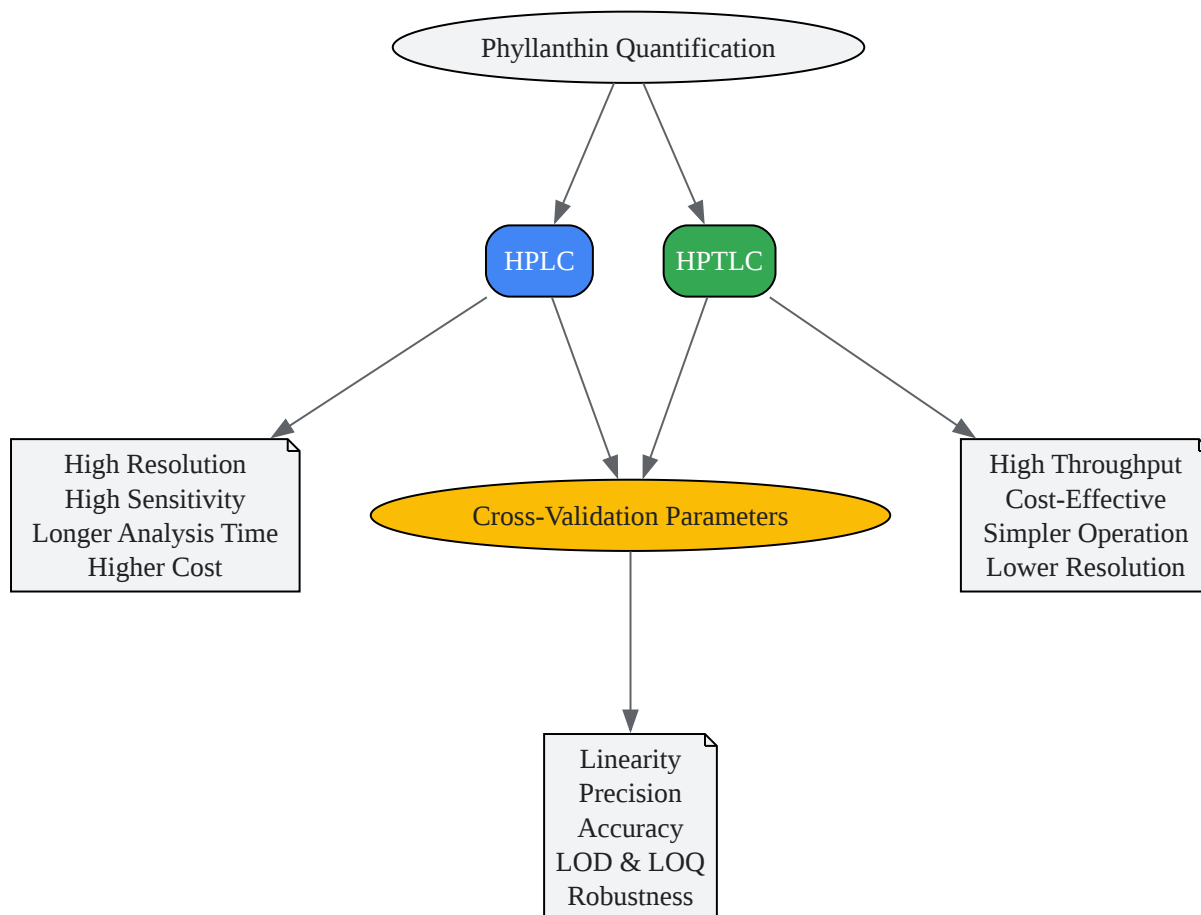 Phyllanthin Quantification
HPLC
HPTLC
High Resolution
High Sensitivity
Longer Analysis Time
Higher Cost
Cross-Validation Parameters
High Throughput
Cost-Effective
Simpler Operation
Lower Resolution
Linearity
Precision
Accuracy
LOD & LOQ
Robustness